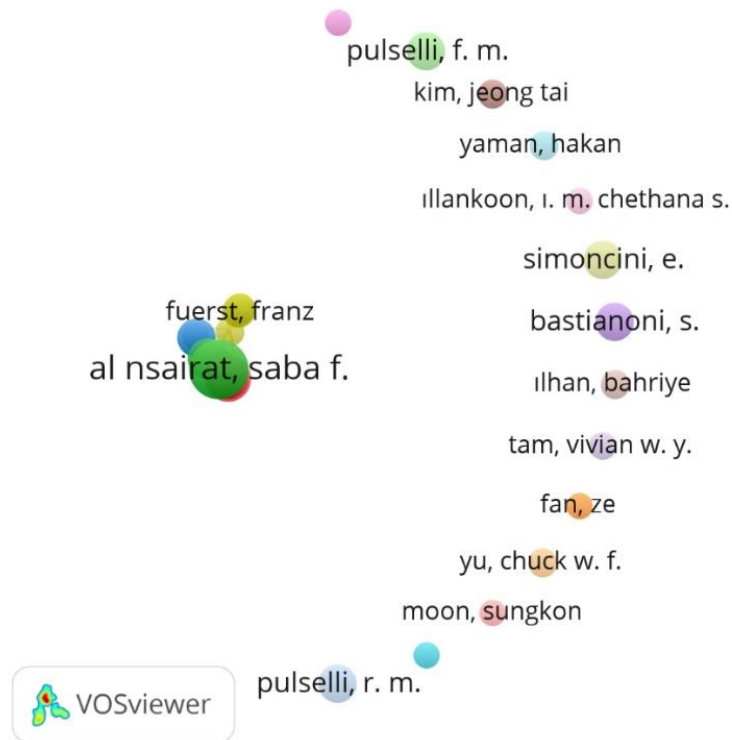 pulselli, f. m.
kim, jeong tai
yaman, hakan
ıllankoon, ı. m. chethana s.
simoncini, e.
fuerst, franz
bastianoni, s.
al nsairat, saba f.
ılhan, bahriye
tam, vivian w. y.
fan, ze
yu, chuck w. f.
moon, sungkon
pulselli, r. m.
VOSviewer